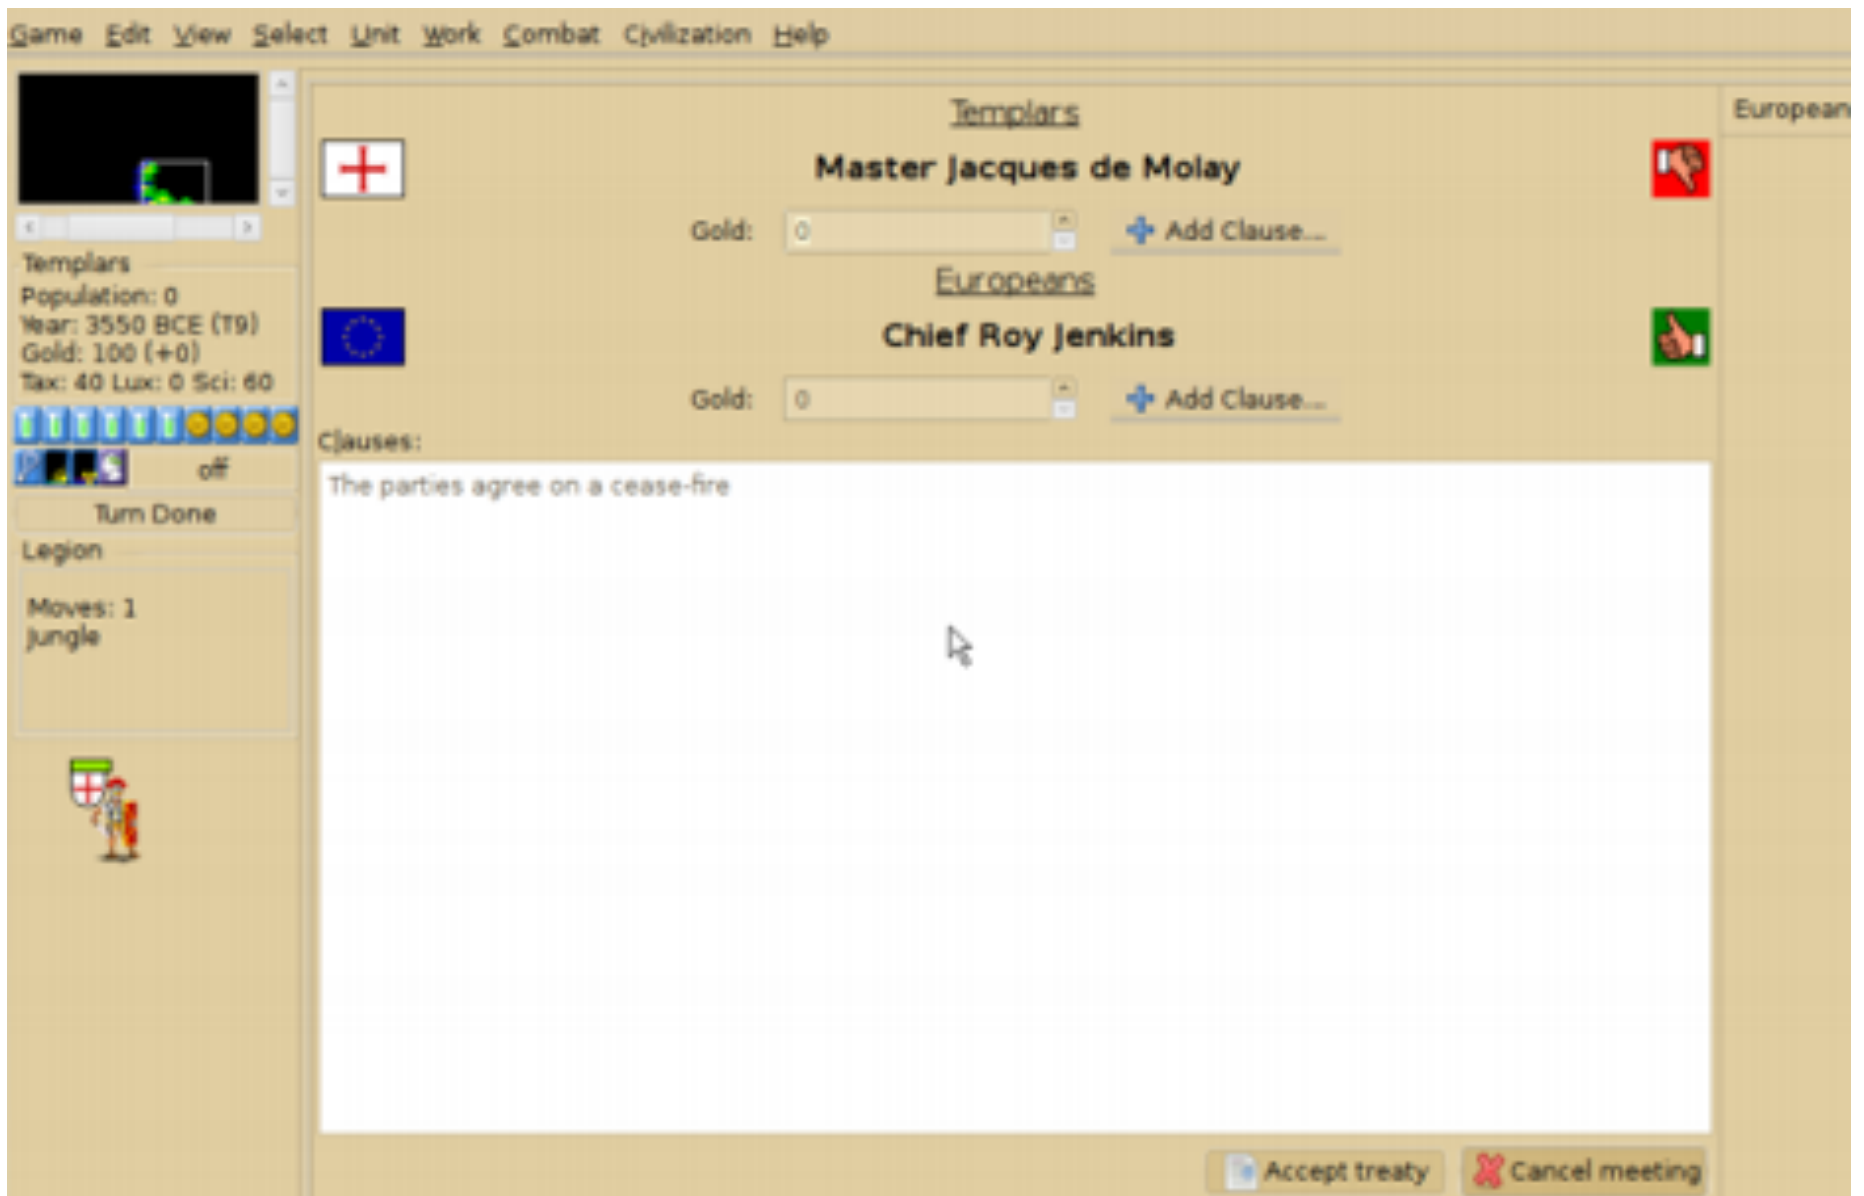 Game Edit View Select Unit Work Combat Civilization Help
Templars
Master Jacques de Molay
Gold: 0 Add Clause...
Europeans
Chief Roy Jenkins
Gold: 0 Add Clause...
Clauses:
The parties agree on a cease-fire
Accept treaty Cancel meeting
Templars
Population: 0
Year: 3550 BCE (T9)
Gold: 100 (+0)
Tax: 40 Lux: 0 Sci: 60
off
Turn Done
Legion
Moves: 1
Jungle